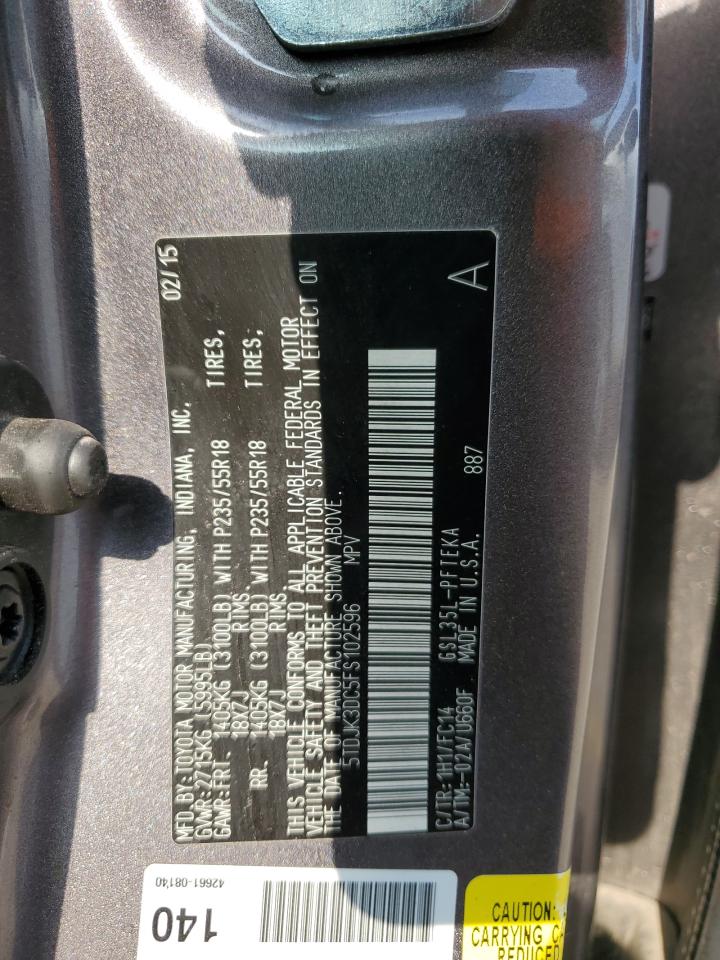 MFD BY:TOYOTA MOTOR MANUFACTURING, INDIANA, INC. 02/15
GVWR:2715KG (5995LB)
GAWR:FRT 1405KG (3100LB) WITH P235/55R18 TIRES,
18X7J RIMS
RR. 1405KG (3100LB) WITH P235/55R18 TIRES,
18X7J RIMS
THIS VEHICLE CONFORMS TO ALL APPLICABLE FEDERAL MOTOR
VEHICLE SAFETY AND THEFT PREVENTION STANDARDS IN EFFECT ON
THE DATE OF MANUFACTURE SHOWN ABOVE.
5TDJK3DC5FS102596 MPV
C/TR:1H1/FC14 GSL35L-PFTEKA
A/TM:-02A/U660F MADE IN U.S.A. 887 A
42661-08140
140
CAUTION:
CARRYING
REDUCED